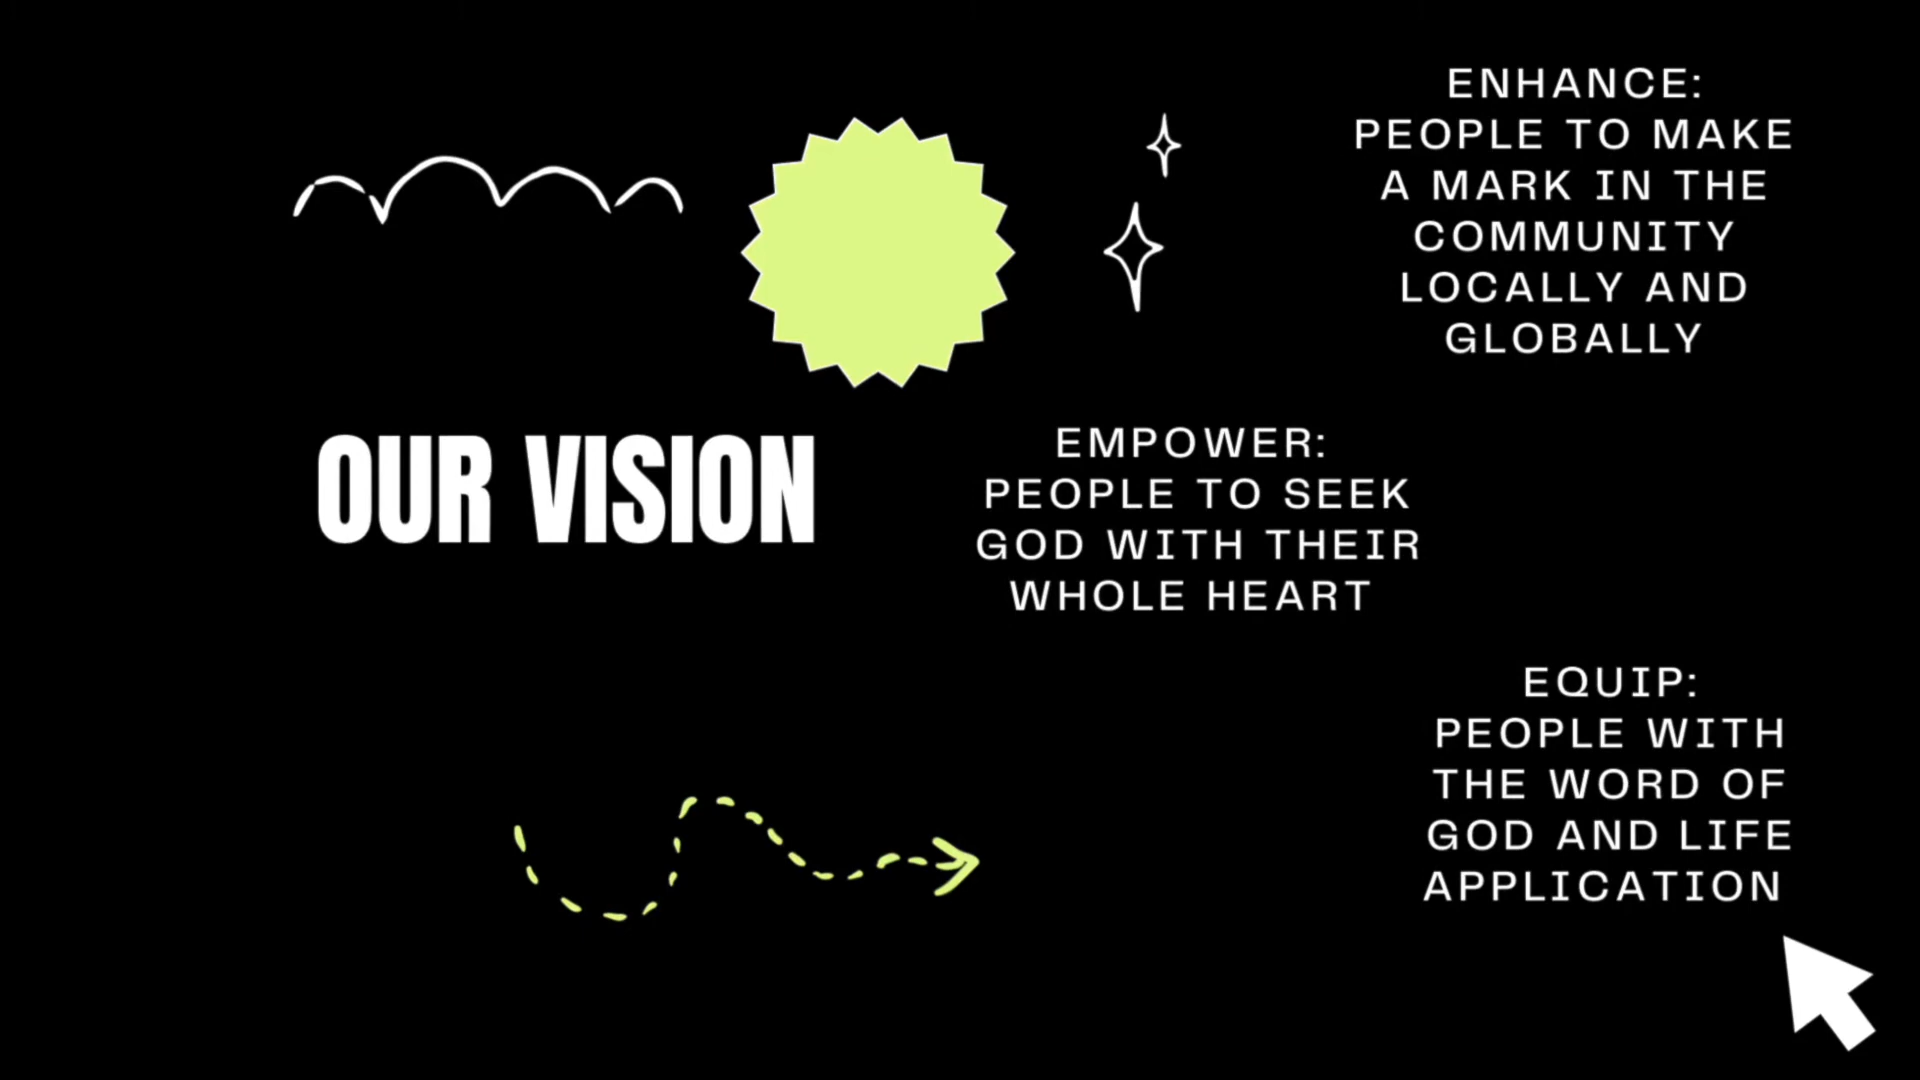 OUR VISION
ENHANCE:
PEOPLE TO MAKE
A MARK IN THE
COMMUNITY
LOCALLY AND
GLOBALLY
EMPOWER:
PEOPLE TO SEEK
GOD WITH THEIR
WHOLE HEART
EQUIP:
PEOPLE WITH
THE WORD OF
GOD AND LIFE
APPLICATION